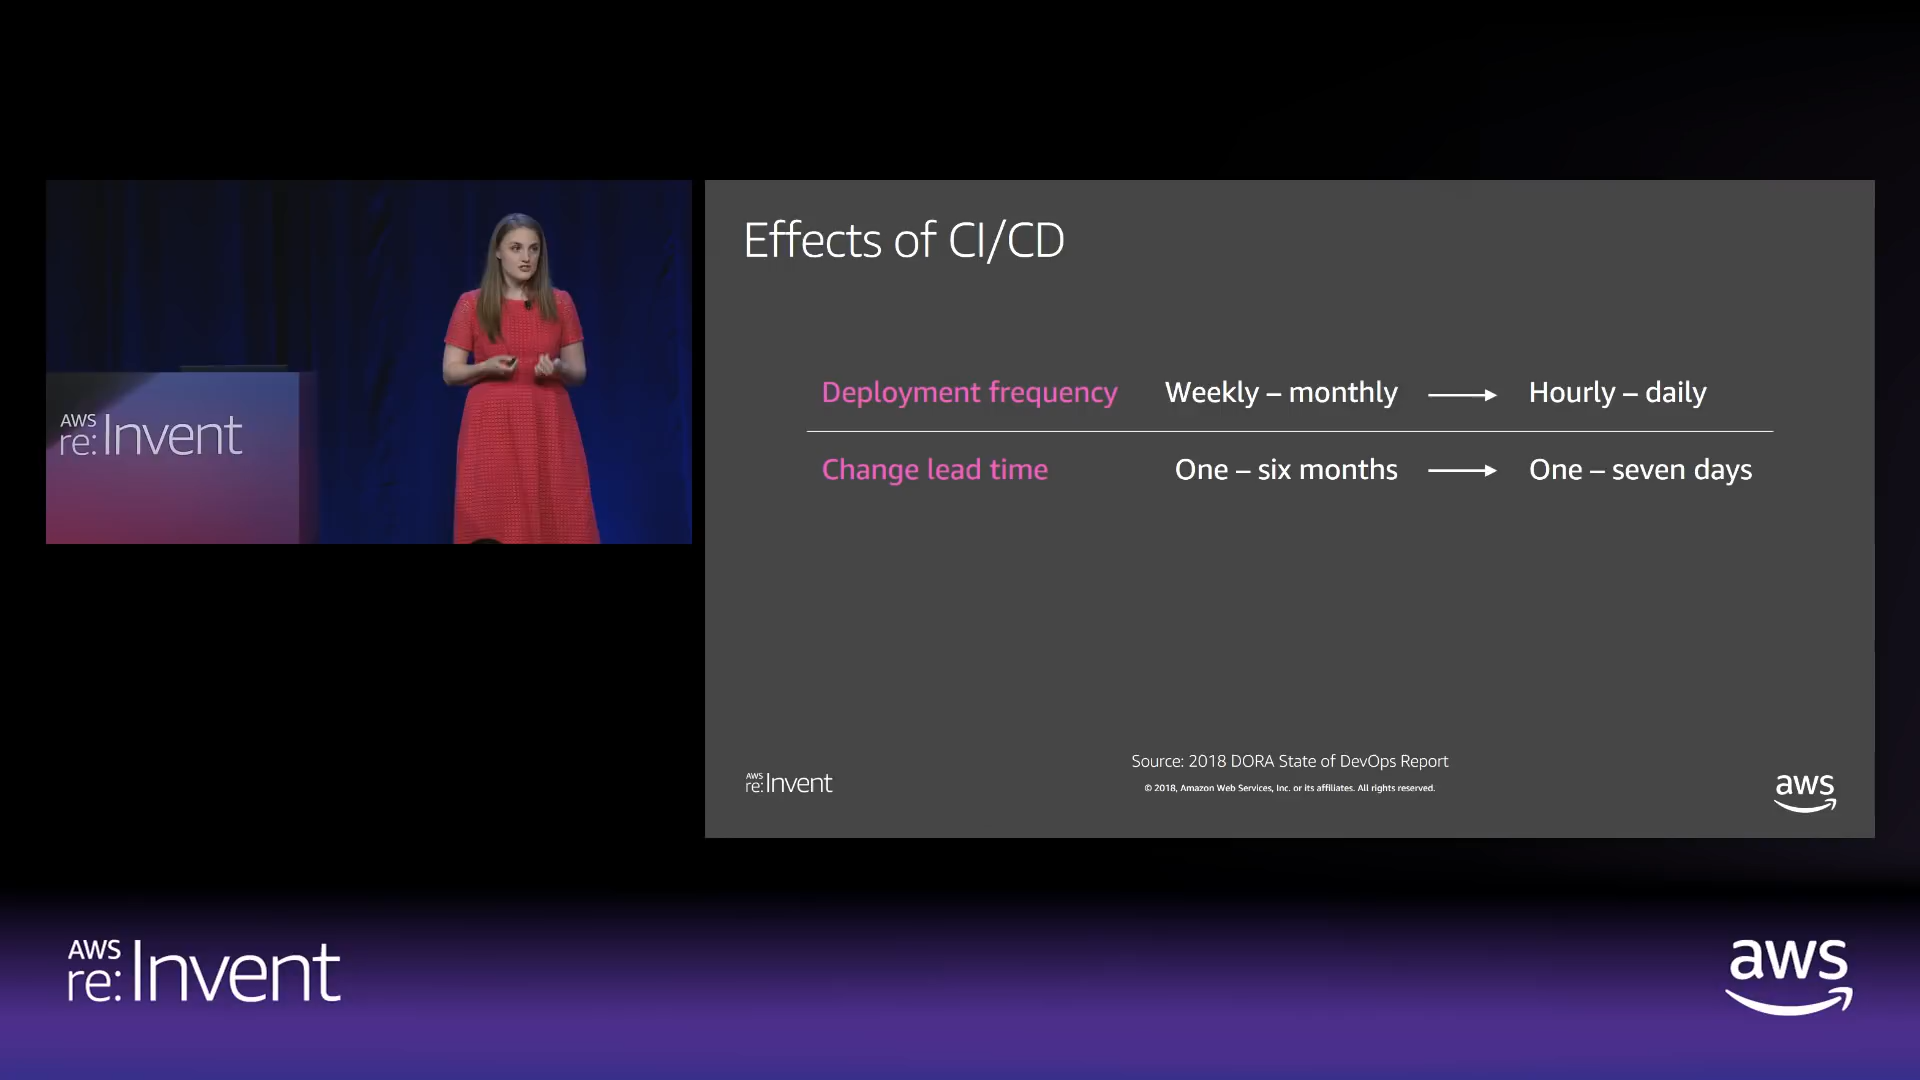 AWS
re:Invent
Effects of CI/CD
Deployment frequency Weekly – monthly Hourly – daily
Change lead time One – six months One – seven days
Source: 2018 DORA State of DevOps Report
© 2018, Amazon Web Services, Inc. or its affiliates. All rights reserved.
AWS
re:Invent
aws
AWS
re:Invent
aws